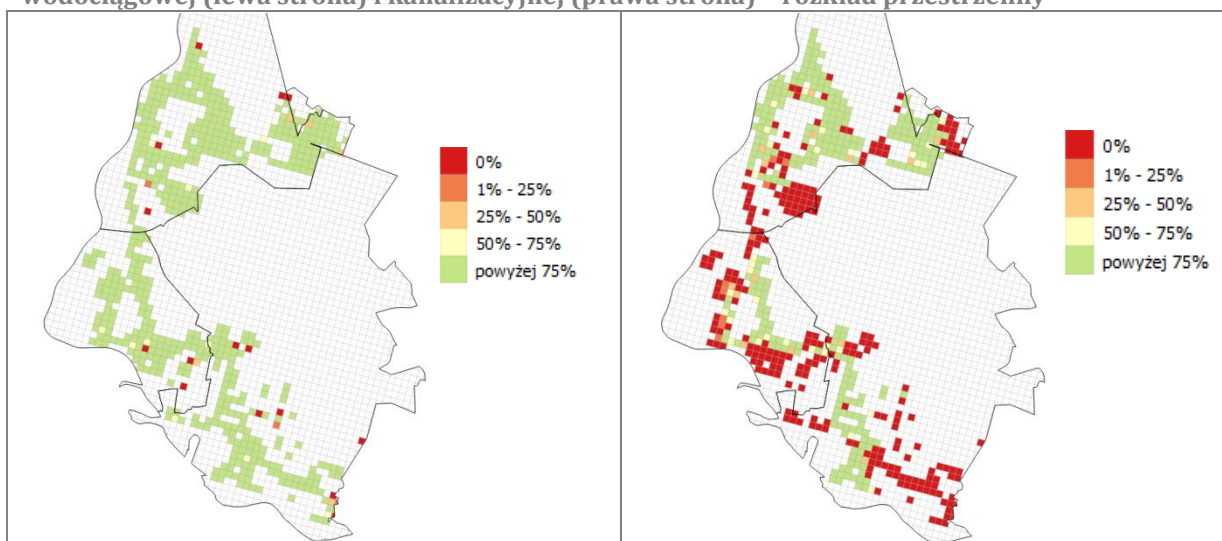 wodociągowej (lewa strona) i kanalizacyjnej (prawa strona) – rozkład przestrzenny
0%
1% - 25%
25% - 50%
50% - 75%
powyżej 75%
0%
1% - 25%
25% - 50%
50% - 75%
powyżej 75%